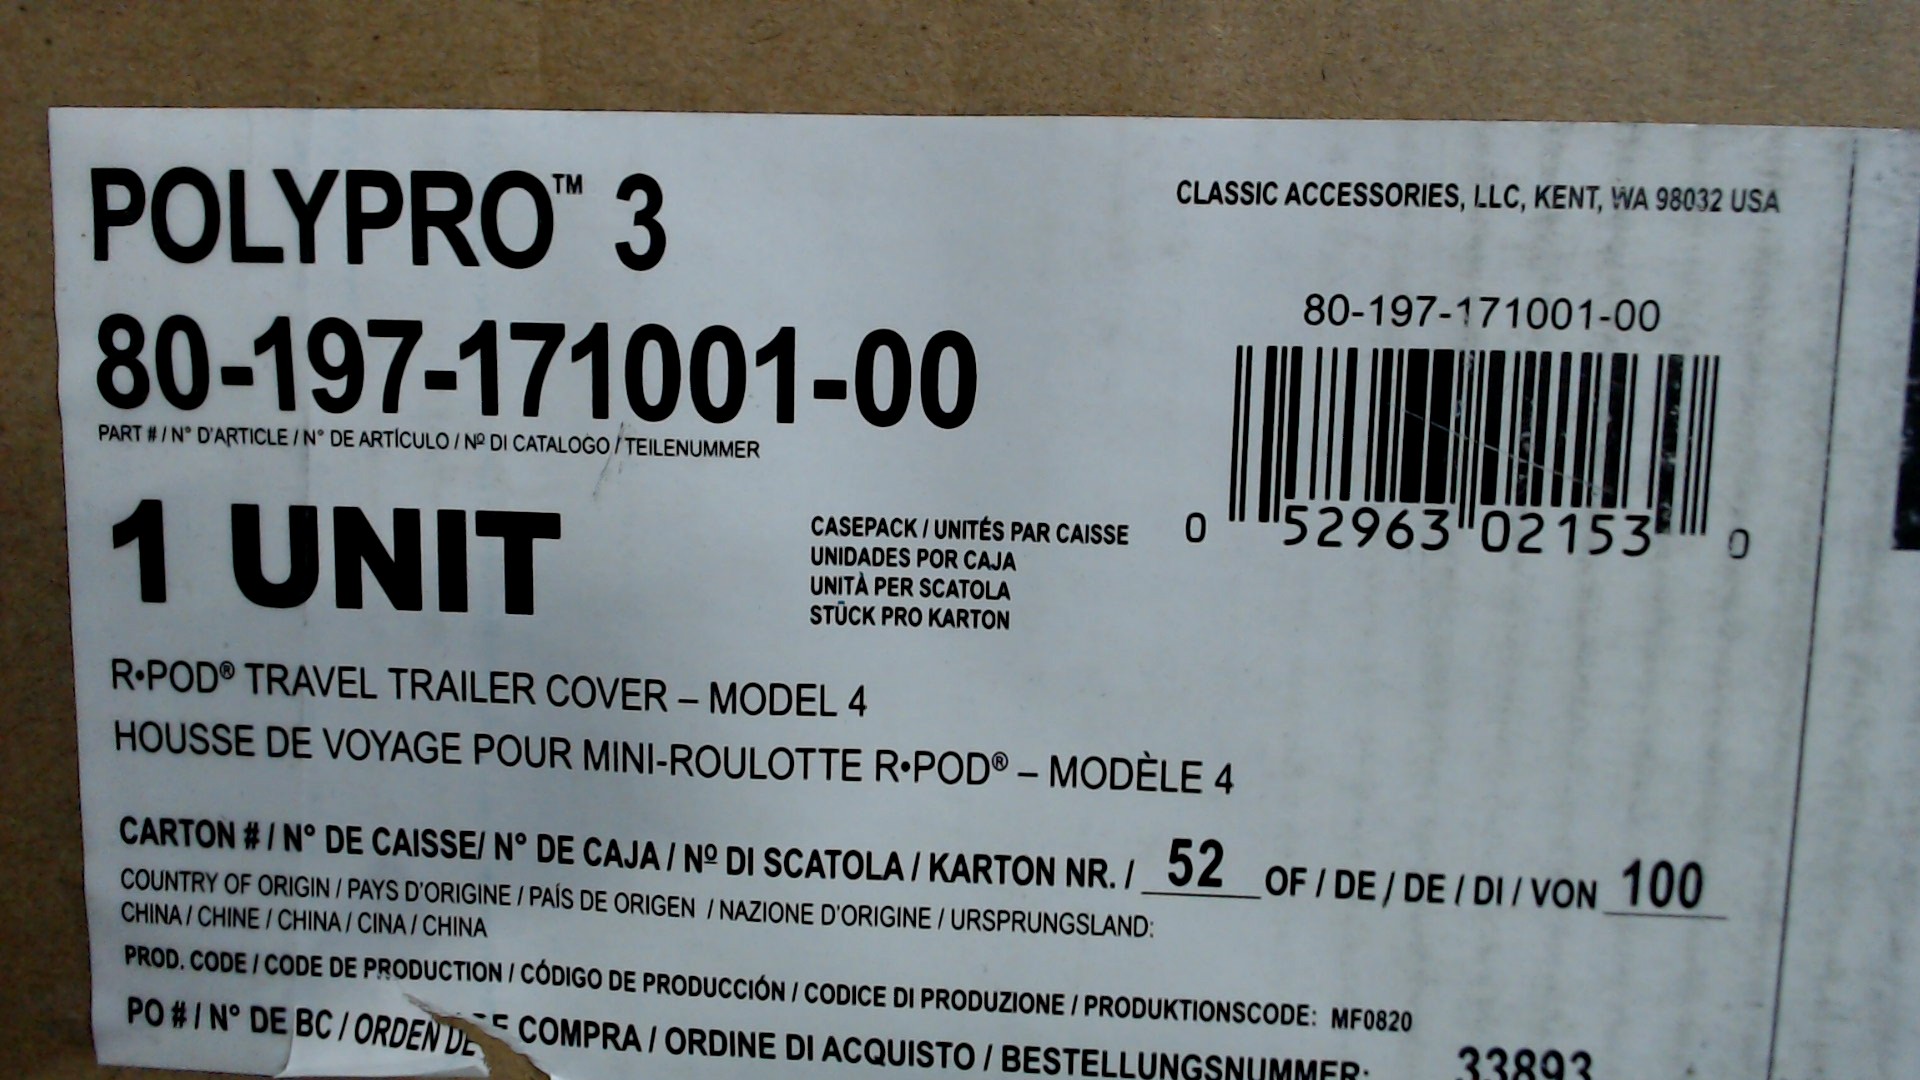 POLYPRO™ 3
CLASSIC ACCESSORIES, LLC, KENT, WA 98032 USA
80-197-171001-00
PART # / N° D'ARTICLE / N° DE ARTÍCULO / Nº DI CATALOGO / TEILENUMMER
80-197-171001-00
0 52963 02153 0
1 UNIT
CASEPACK / UNITÉS PAR CAISSE
UNIDADES POR CAJA
UNITÀ PER SCATOLA
STÜCK PRO KARTON
R•POD® TRAVEL TRAILER COVER – MODEL 4
HOUSSE DE VOYAGE POUR MINI-ROULOTTE R•POD® – MODÈLE 4
CARTON # / N° DE CAISSE/ N° DE CAJA / Nº DI SCATOLA / KARTON NR. / 52 OF / DE / DE / DI / VON 100
COUNTRY OF ORIGIN / PAYS D'ORIGINE / PAÍS DE ORIGEN / NAZIONE D'ORIGINE / URSPRUNGSLAND:
CHINA / CHINE / CHINA / CINA / CHINA
PROD. CODE / CODE DE PRODUCTION / CÓDIGO DE PRODUCCIÓN / CODICE DI PRODUZIONE / PRODUKTIONSCODE: MF0820
PO # / N° DE BC / ORDEN DE COMPRA / ORDINE DI ACQUISTO / BESTELLUNGSNUMMER: 33893